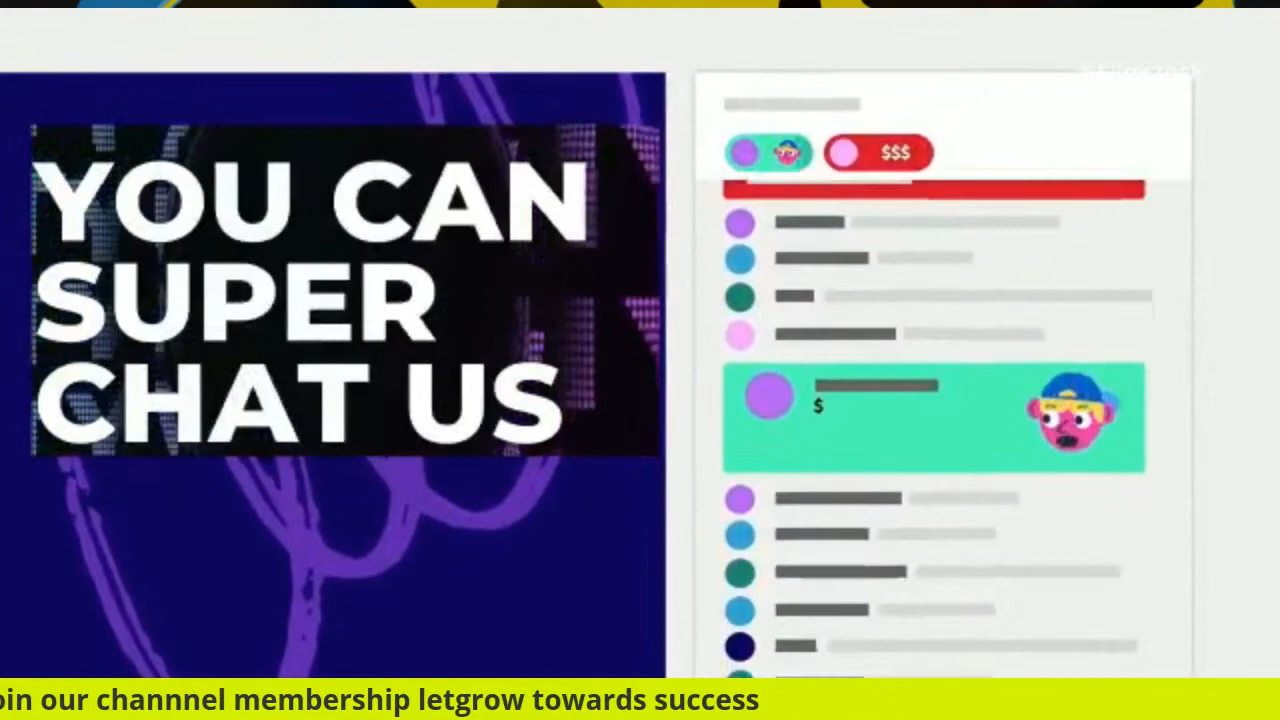 $$$
YOU CAN
SUPER
CHAT US
$
oin our channnel membership letgrow towards success